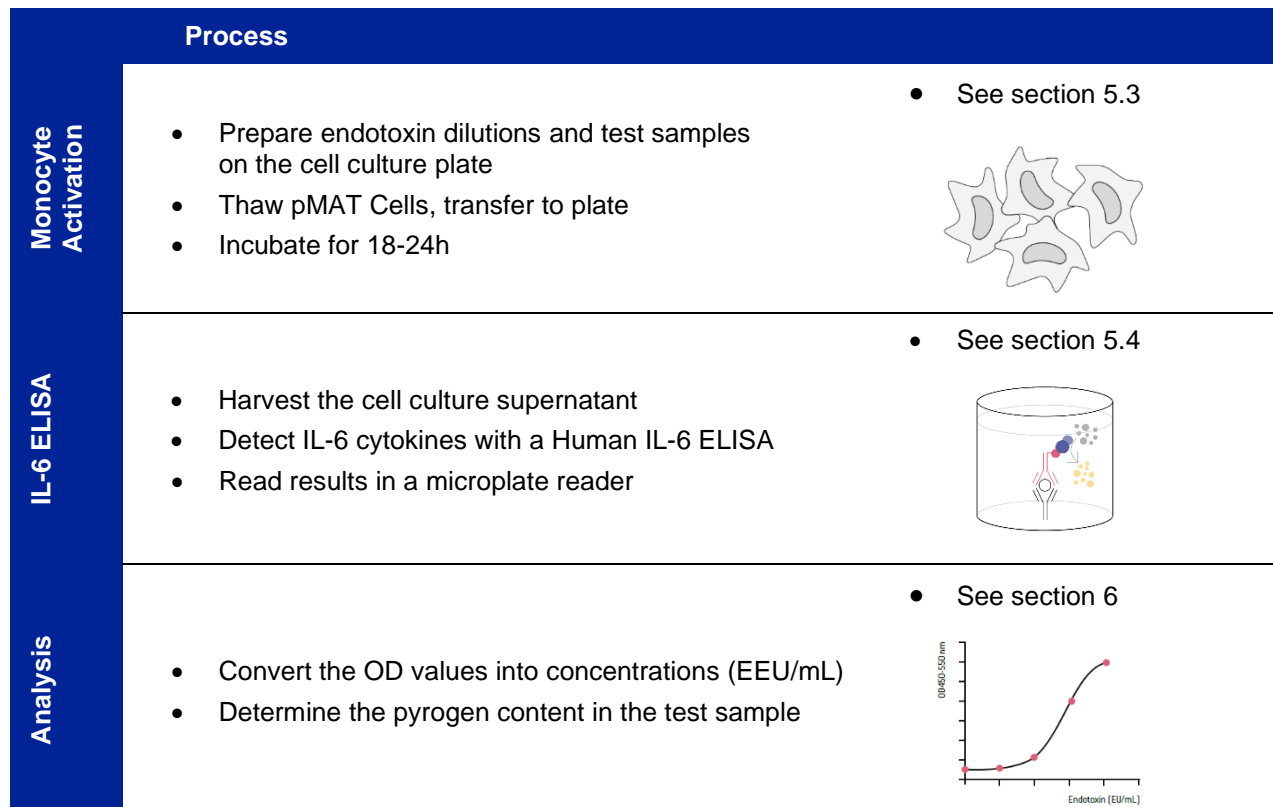 Process
Monocyte
Activation
• Prepare endotoxin dilutions and test samples
on the cell culture plate
• Thaw pMAT Cells, transfer to plate
• Incubate for 18-24h
• See section 5.3
IL-6 ELISA
• Harvest the cell culture supernatant
• Detect IL-6 cytokines with a Human IL-6 ELISA
• Read results in a microplate reader
• See section 5.4
Analysis
• Convert the OD values into concentrations (EEU/mL)
• Determine the pyrogen content in the test sample
• See section 6
OD450-550 nm
Endotoxin (EU/mL)